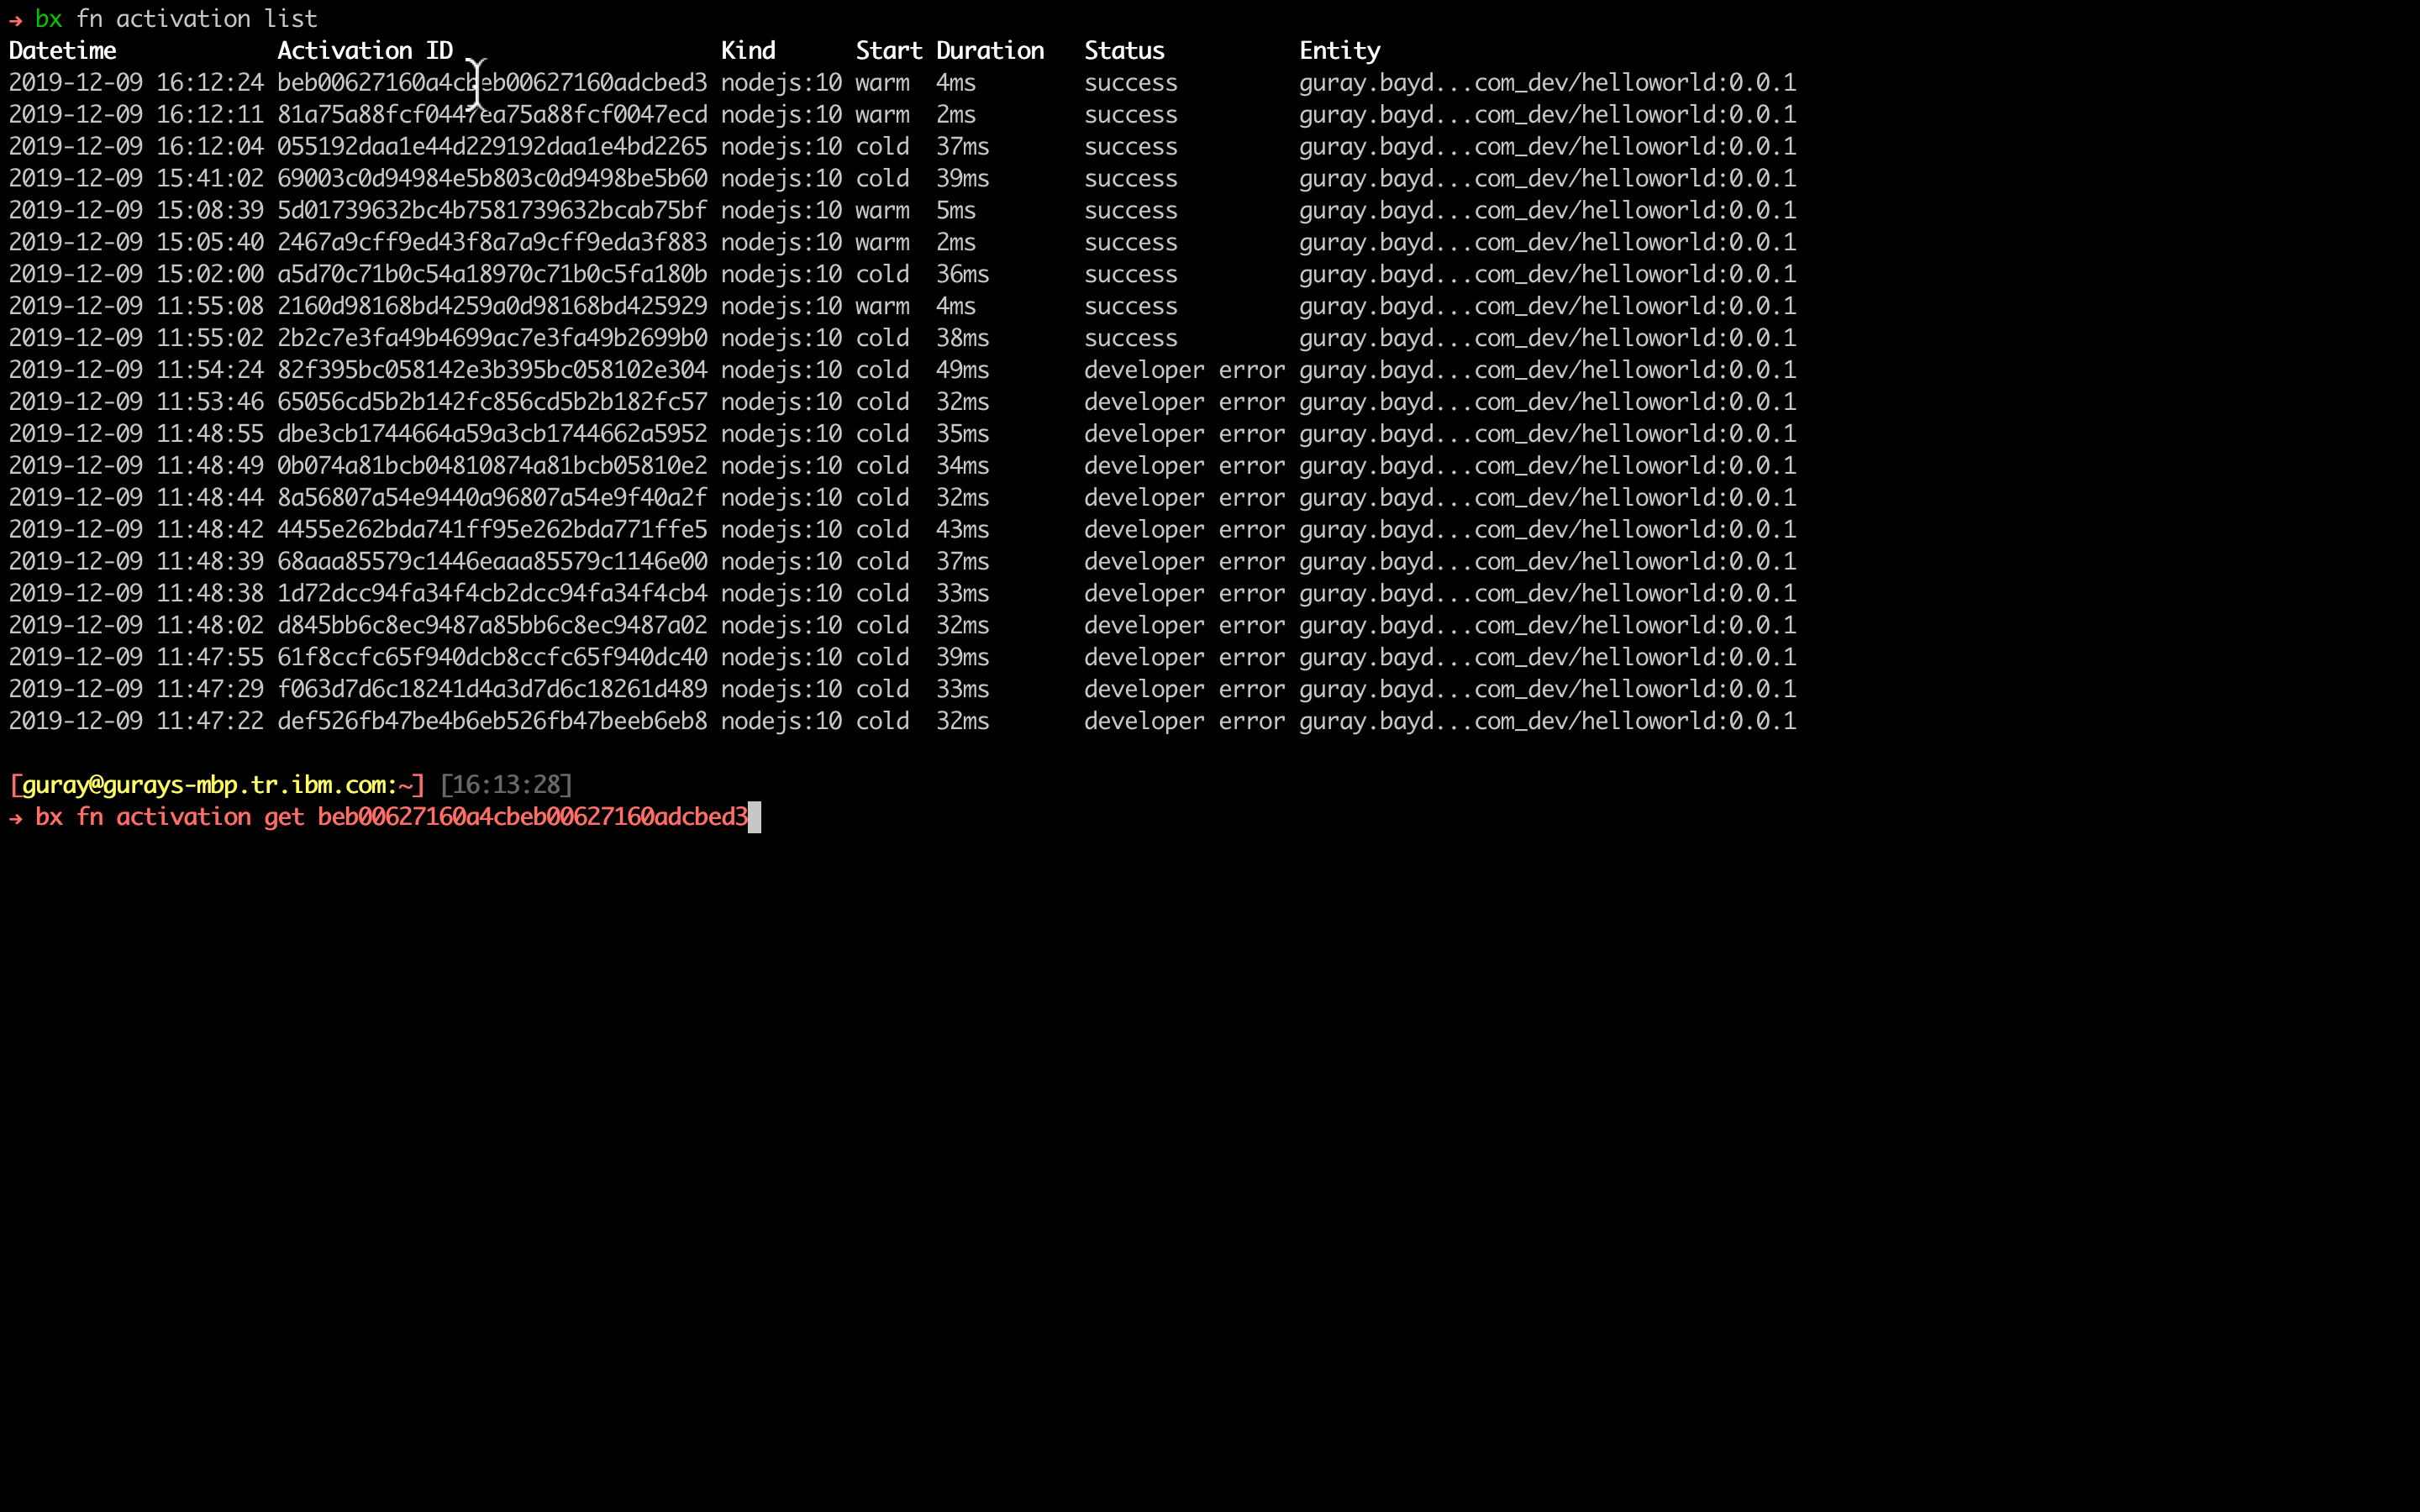 → bx fn activation list
Datetime Activation ID Kind Start Duration Status Entity
2019-12-09 16:12:24 beb00627160a4cbeb00627160adcbed3 nodejs:10 warm 4ms success guray.bayd...com_dev/helloworld:0.0.1
2019-12-09 16:12:11 81a75a88fcf0447ea75a88fcf0047ecd nodejs:10 warm 2ms success guray.bayd...com_dev/helloworld:0.0.1
2019-12-09 16:12:04 055192daa1e44d229192daa1e4bd2265 nodejs:10 cold 37ms success guray.bayd...com_dev/helloworld:0.0.1
2019-12-09 15:41:02 69003c0d94984e5b803c0d9498be5b60 nodejs:10 cold 39ms success guray.bayd...com_dev/helloworld:0.0.1
2019-12-09 15:08:39 5d01739632bc4b7581739632bcab75bf nodejs:10 warm 5ms success guray.bayd...com_dev/helloworld:0.0.1
2019-12-09 15:05:40 2467a9cff9ed43f8a7a9cff9eda3f883 nodejs:10 warm 2ms success guray.bayd...com_dev/helloworld:0.0.1
2019-12-09 15:02:00 a5d70c71b0c54a18970c71b0c5fa180b nodejs:10 cold 36ms success guray.bayd...com_dev/helloworld:0.0.1
2019-12-09 11:55:08 2160d98168bd4259a0d98168bd425929 nodejs:10 warm 4ms success guray.bayd...com_dev/helloworld:0.0.1
2019-12-09 11:55:02 2b2c7e3fa49b4699ac7e3fa49b2699b0 nodejs:10 cold 38ms success guray.bayd...com_dev/helloworld:0.0.1
2019-12-09 11:54:24 82f395bc058142e3b395bc058102e304 nodejs:10 cold 49ms developer error guray.bayd...com_dev/helloworld:0.0.1
2019-12-09 11:53:46 65056cd5b2b142fc856cd5b2b182fc57 nodejs:10 cold 32ms developer error guray.bayd...com_dev/helloworld:0.0.1
2019-12-09 11:48:55 dbe3cb1744664a59a3cb1744662a5952 nodejs:10 cold 35ms developer error guray.bayd...com_dev/helloworld:0.0.1
2019-12-09 11:48:49 0b074a81bcb04810874a81bcb05810e2 nodejs:10 cold 34ms developer error guray.bayd...com_dev/helloworld:0.0.1
2019-12-09 11:48:44 8a56807a54e9440a96807a54e9f40a2f nodejs:10 cold 32ms developer error guray.bayd...com_dev/helloworld:0.0.1
2019-12-09 11:48:42 4455e262bda741ff95e262bda771ffe5 nodejs:10 cold 43ms developer error guray.bayd...com_dev/helloworld:0.0.1
2019-12-09 11:48:39 68aaa85579c1446eaaa85579c1146e00 nodejs:10 cold 37ms developer error guray.bayd...com_dev/helloworld:0.0.1
2019-12-09 11:48:38 1d72dcc94fa34f4cb2dcc94fa34f4cb4 nodejs:10 cold 33ms developer error guray.bayd...com_dev/helloworld:0.0.1
2019-12-09 11:48:02 d845bb6c8ec9487a85bb6c8ec9487a02 nodejs:10 cold 32ms developer error guray.bayd...com_dev/helloworld:0.0.1
2019-12-09 11:47:55 61f8ccfc65f940dcb8ccfc65f940dc40 nodejs:10 cold 39ms developer error guray.bayd...com_dev/helloworld:0.0.1
2019-12-09 11:47:29 f063d7d6c18241d4a3d7d6c18261d489 nodejs:10 cold 33ms developer error guray.bayd...com_dev/helloworld:0.0.1
2019-12-09 11:47:22 def526fb47be4b6eb526fb47beeb6eb8 nodejs:10 cold 32ms developer error guray.bayd...com_dev/helloworld:0.0.1
[guray@gurays-mbp.tr.ibm.com:~] [16:13:28]
→ bx fn activation get beb00627160a4cbeb00627160adcbed3